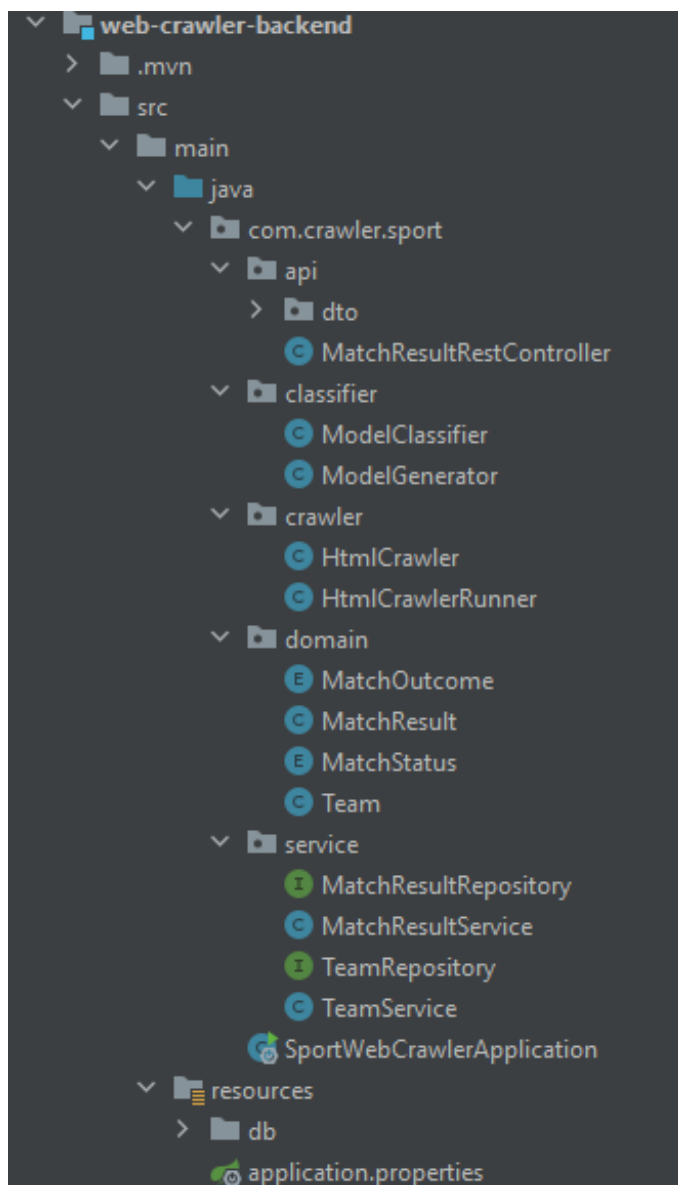 web-crawler-backend
.mvn
src
main
java
com.crawler.sport
api
dto
C MatchResultRestController
classifier
C ModelClassifier
C ModelGenerator
crawler
C HtmlCrawler
C HtmlCrawlerRunner
domain
E MatchOutcome
C MatchResult
E MatchStatus
C Team
service
I MatchResultRepository
C MatchResultService
I TeamRepository
C TeamService
SportWebCrawlerApplication
resources
db
application.properties